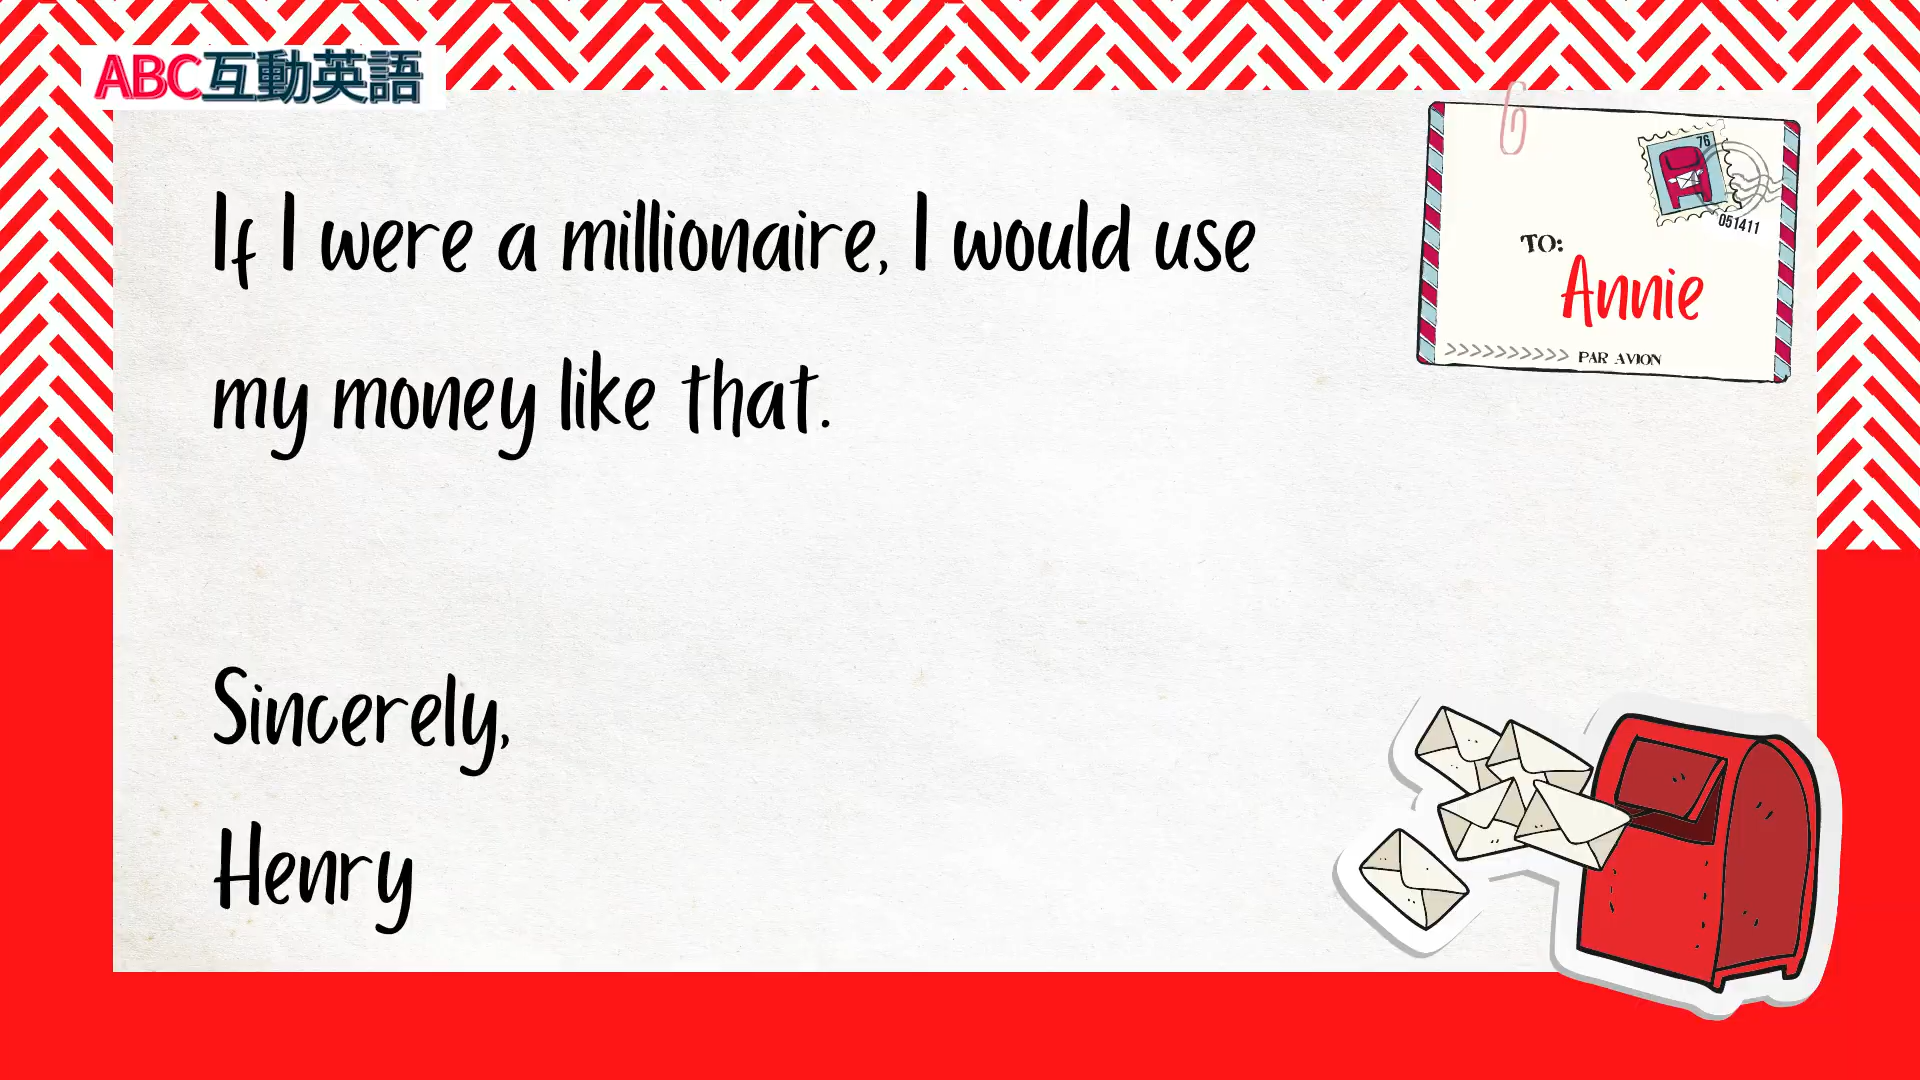 ABC互動英語
If I were a millionaire, I would use
my money like that.
Sincerely,
Henry
76
051411
TO:
Annie
>>>>>>>>>> PAR AVION